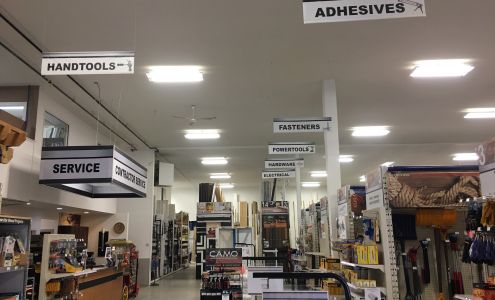 ADHESIVES
HANDTOOLS
FASTENERS
POWERTOOLS
HARDWARE
ELECTRICAL
SERVICE
CONTRACTOR SERVICE
CAMO